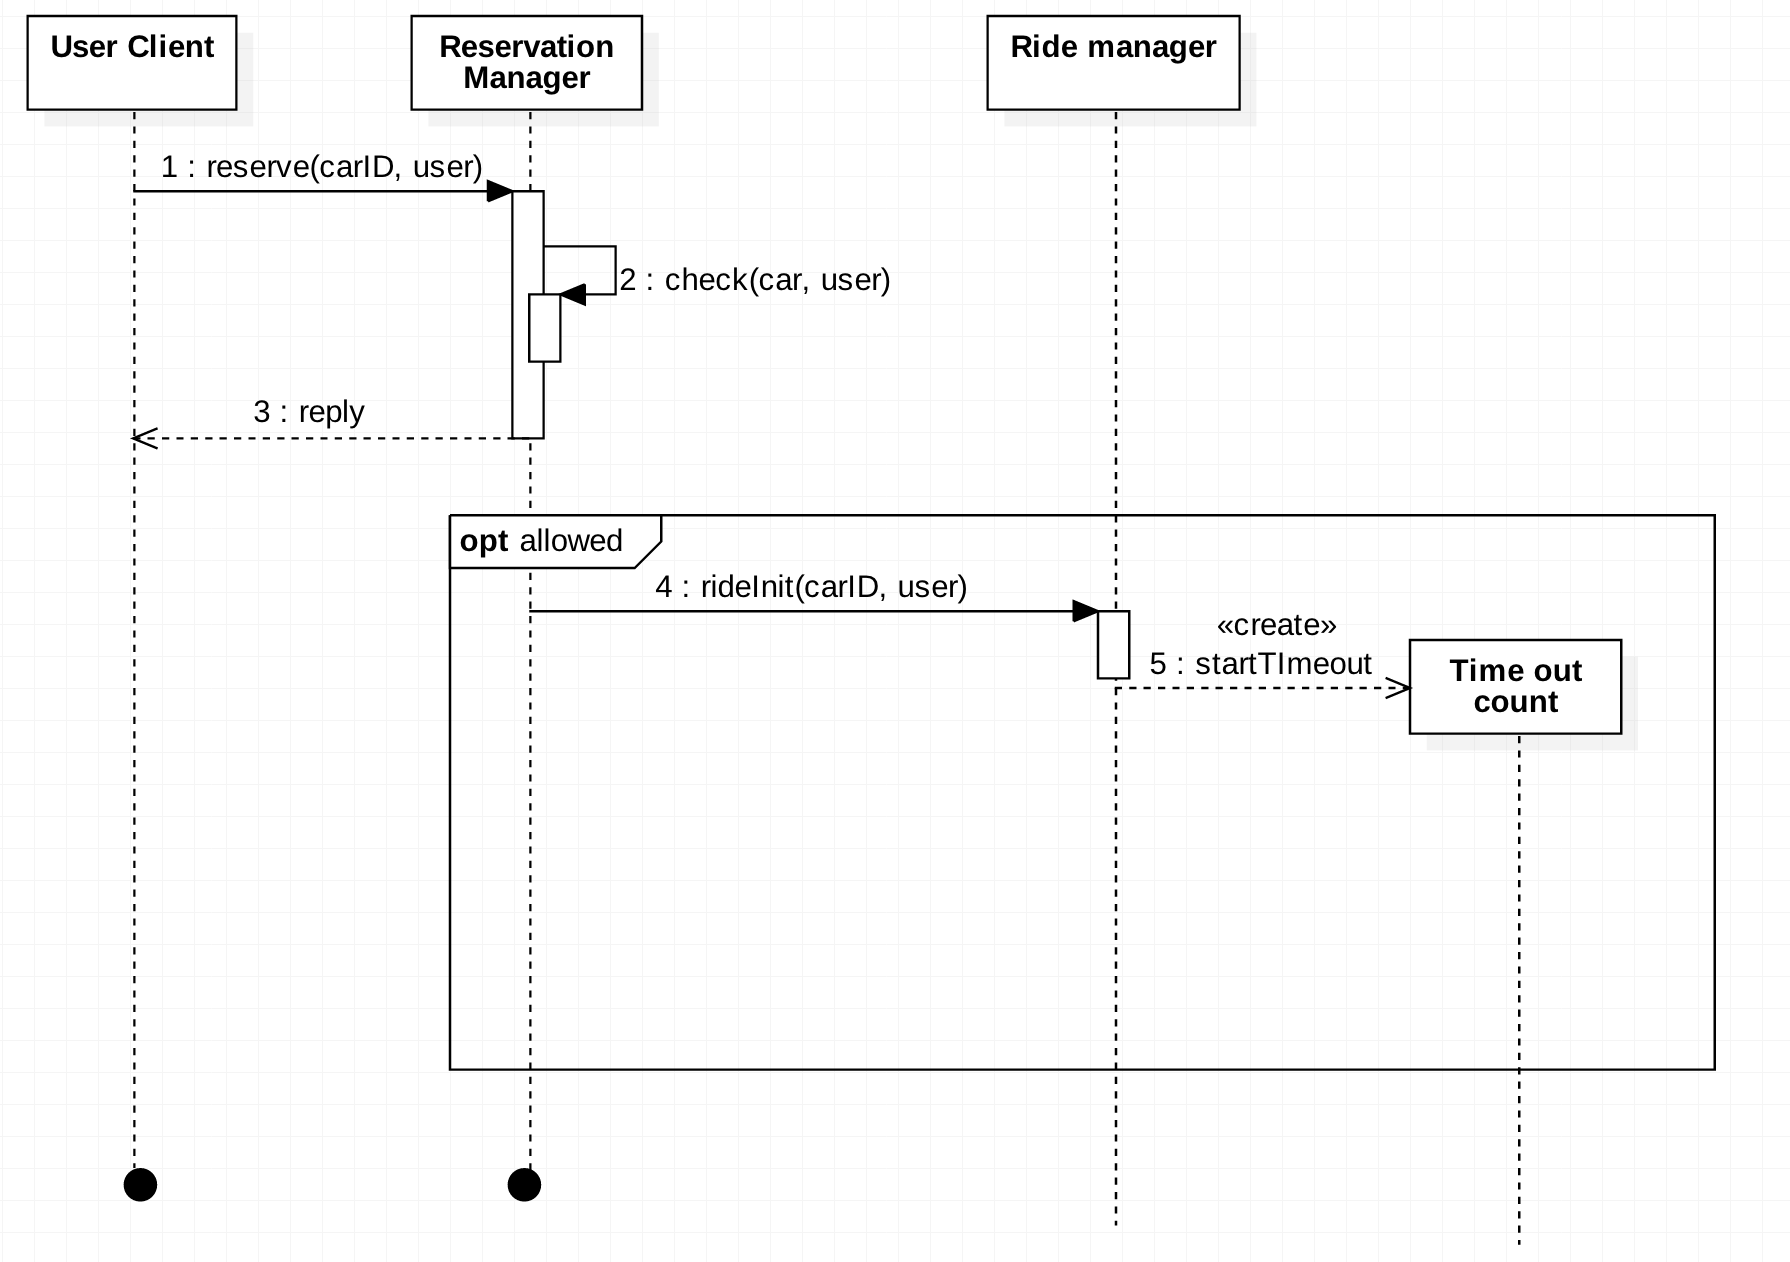 User Client
Reservation
Manager
Ride manager
1 : reserve(carID, user)
2 : check(car, user)
3 : reply
opt allowed
4 : rideInit(carID, user)
«create»
5 : startTImeout
Time out
count